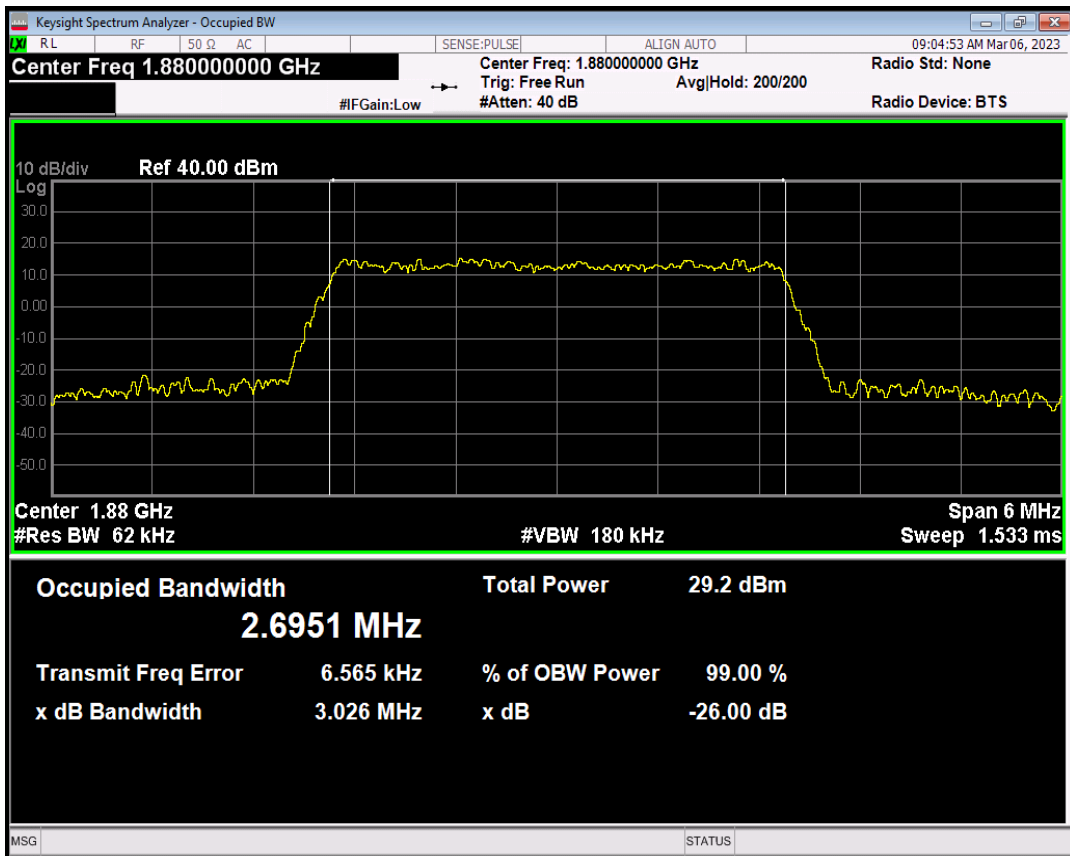 Keysight Spectrum Analyzer - Occupied BW
LXI RL RF 50 Ω AC SENSE:PULSE ALIGN AUTO 09:04:53 AM Mar 06, 2023
Center Freq 1.880000000 GHz Center Freq: 1.880000000 GHz Radio Std: None
Trig: Free Run Avg|Hold: 200/200
#IFGain:Low #Atten: 40 dB Radio Device: BTS
10 dB/div Ref 40.00 dBm
Log
30.0
20.0
10.0
0.00
-10.0
-20.0
-30.0
-40.0
-50.0
Center 1.88 GHz Span 6 MHz
#Res BW 62 kHz #VBW 180 kHz Sweep 1.533 ms
Occupied Bandwidth Total Power 29.2 dBm
2.6951 MHz
Transmit Freq Error 6.565 kHz % of OBW Power 99.00 %
x dB Bandwidth 3.026 MHz x dB -26.00 dB
MSG STATUS